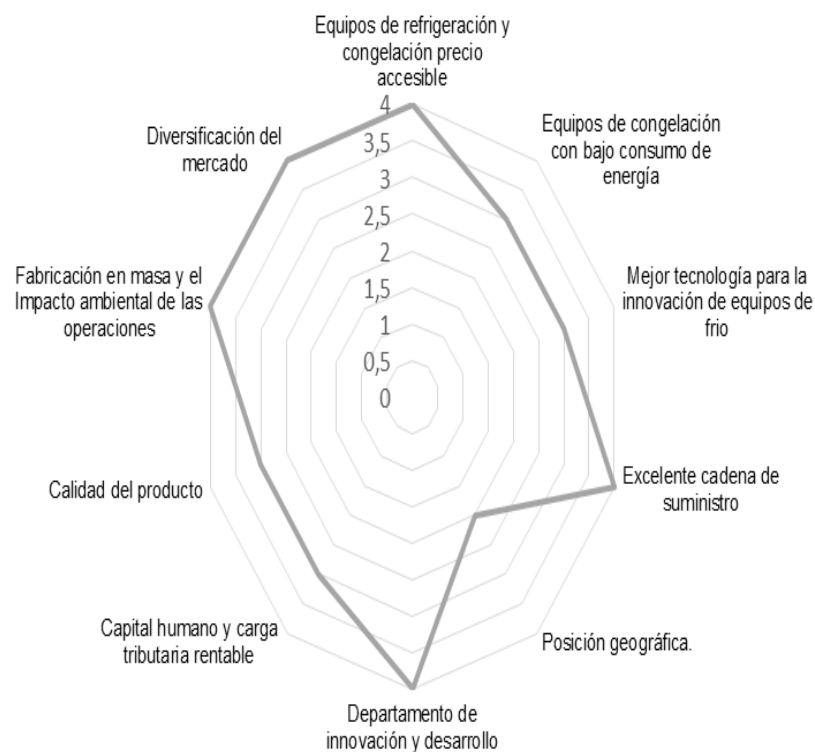 Equipos de refrigeración y
congelación precio
accesible
Equipos de congelación
con bajo consumo de
energía
Mejor tecnología para la
innovación de equipos de
frio
Excelente cadena de
suministro
Posición geográfica.
Departamento de
innovación y desarrollo
Capital humano y carga
tributaria rentable
Calidad del producto
Fabricación en masa y el
Impacto ambiental de las
operaciones
Diversificación del
mercado
4
3,5
3
2,5
2
1,5
1
0,5
0